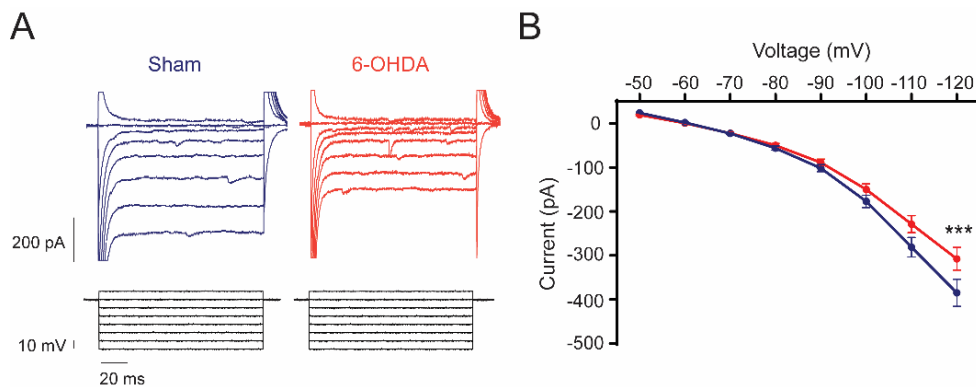 A
Sham
6-OHDA
200 pA
10 mV
20 ms
B
Voltage (mV)
-50 -60 -70 -80 -90 -100 -110 -120
0
-100
-200
-300
-400
-500
Current (pA)
***